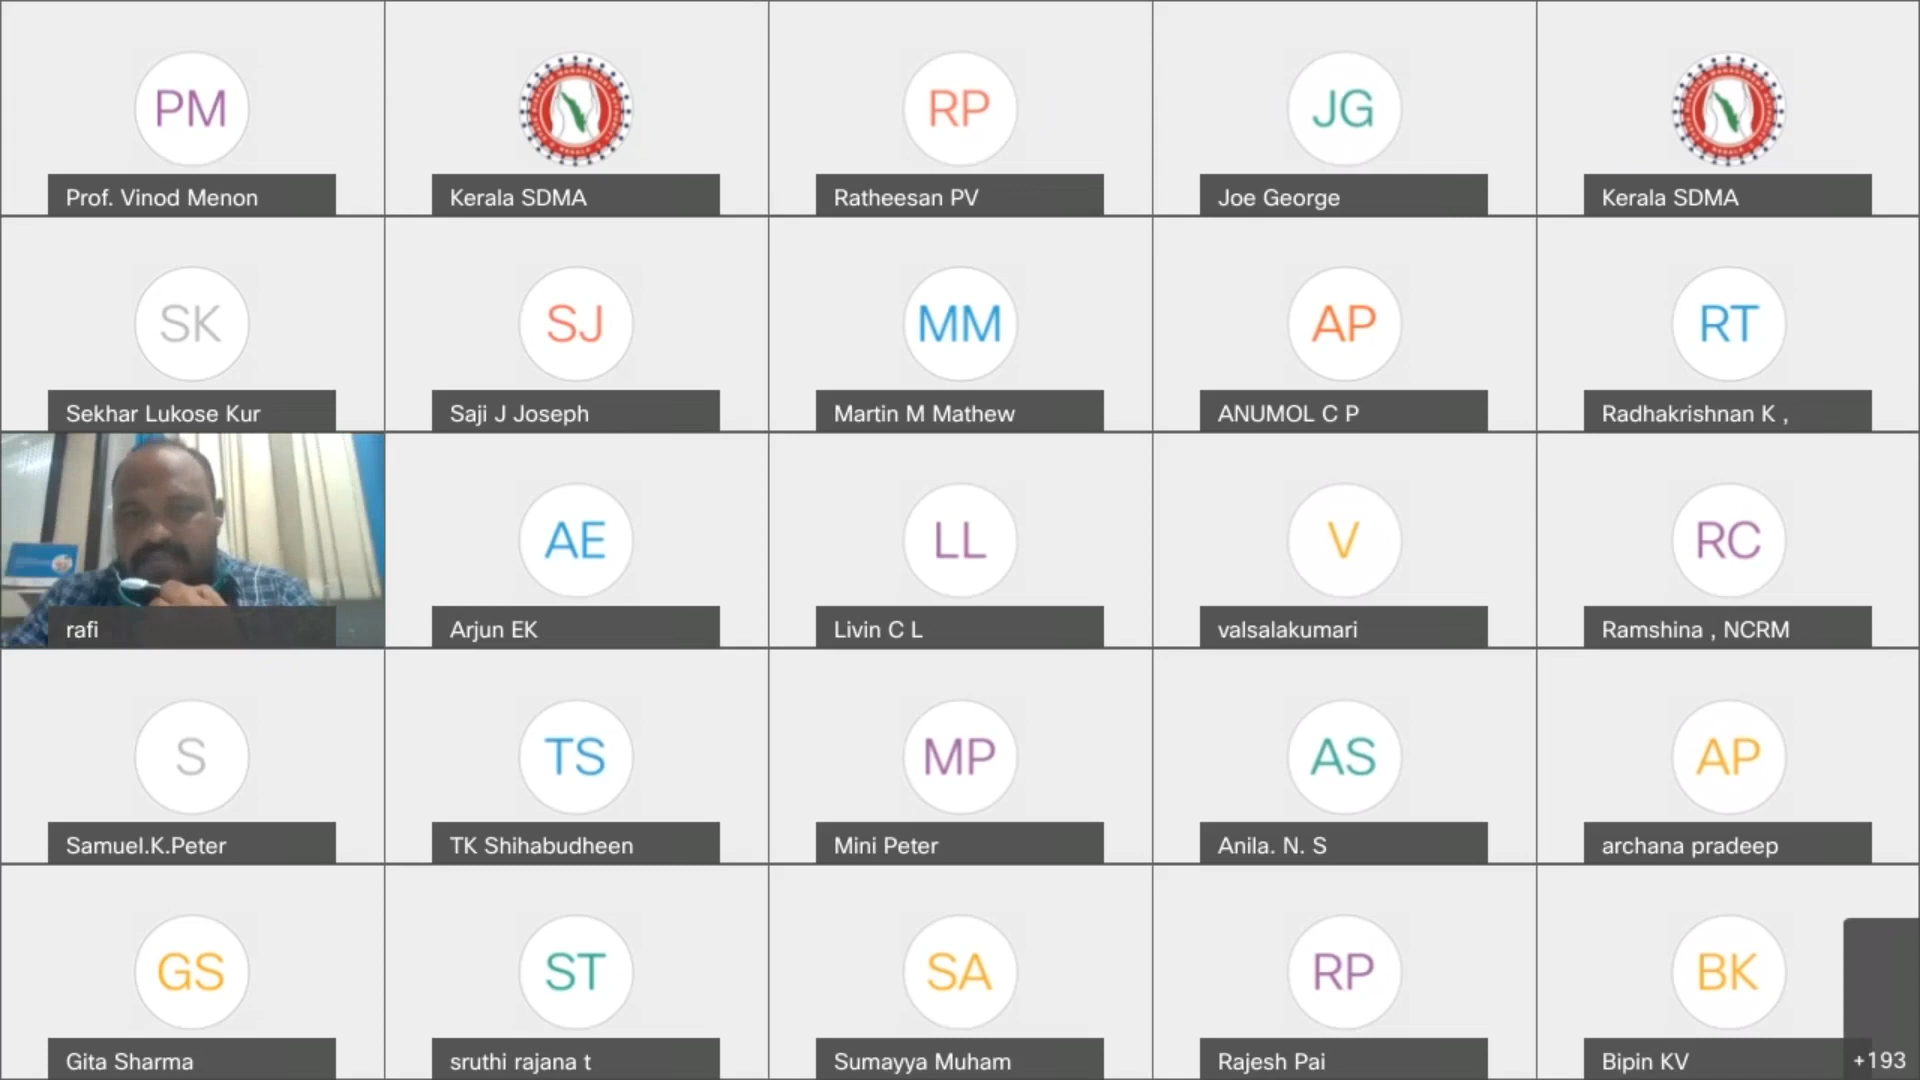 PM
Prof. Vinod Menon
Kerala SDMA
RP
Ratheesan PV
JG
Joe George
Kerala SDMA
SK
Sekhar Lukose Kur
SJ
Saji J Joseph
MM
Martin M Mathew
AP
ANUMOL C P
RT
Radhakrishnan K ,
rafi
AE
Arjun EK
LL
Livin C L
V
valsalakumari
RC
Ramshina , NCRM
S
Samuel.K.Peter
TS
TK Shihabudheen
MP
Mini Peter
AS
Anila. N. S
AP
archana pradeep
GS
Gita Sharma
ST
sruthi rajana t
SA
Sumayya Muham
RP
Rajesh Pai
BK
Bipin KV
+193